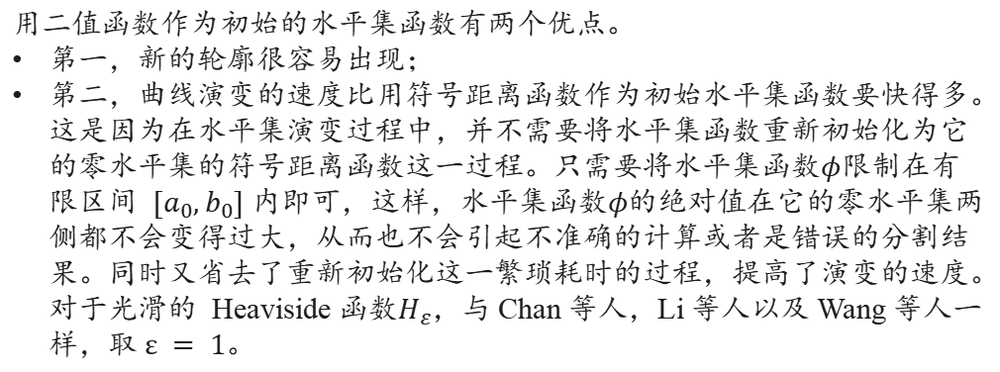 用二值函数作为初始的水平集函数有两个优点。
• 第一，新的轮廓很容易出现；
• 第二，曲线演变的速度比用符号距离函数作为初始水平集函数要快得多。
这是因为在水平集演变过程中，并不需要将水平集函数重新初始化为它
的零水平集的符号距离函数这一过程。只需要将水平集函数ϕ限制在有
限区间 [a₀, b₀] 内即可，这样，水平集函数ϕ的绝对值在它的零水平集两
侧都不会变得过大，从而也不会引起不准确的计算或者是错误的分割结
果。同时又省去了重新初始化这一繁琐耗时的过程，提高了演变的速度。
对于光滑的 Heaviside 函数Hε，与 Chan 等人，Li 等人以及 Wang 等人一
样，取 ε = 1。